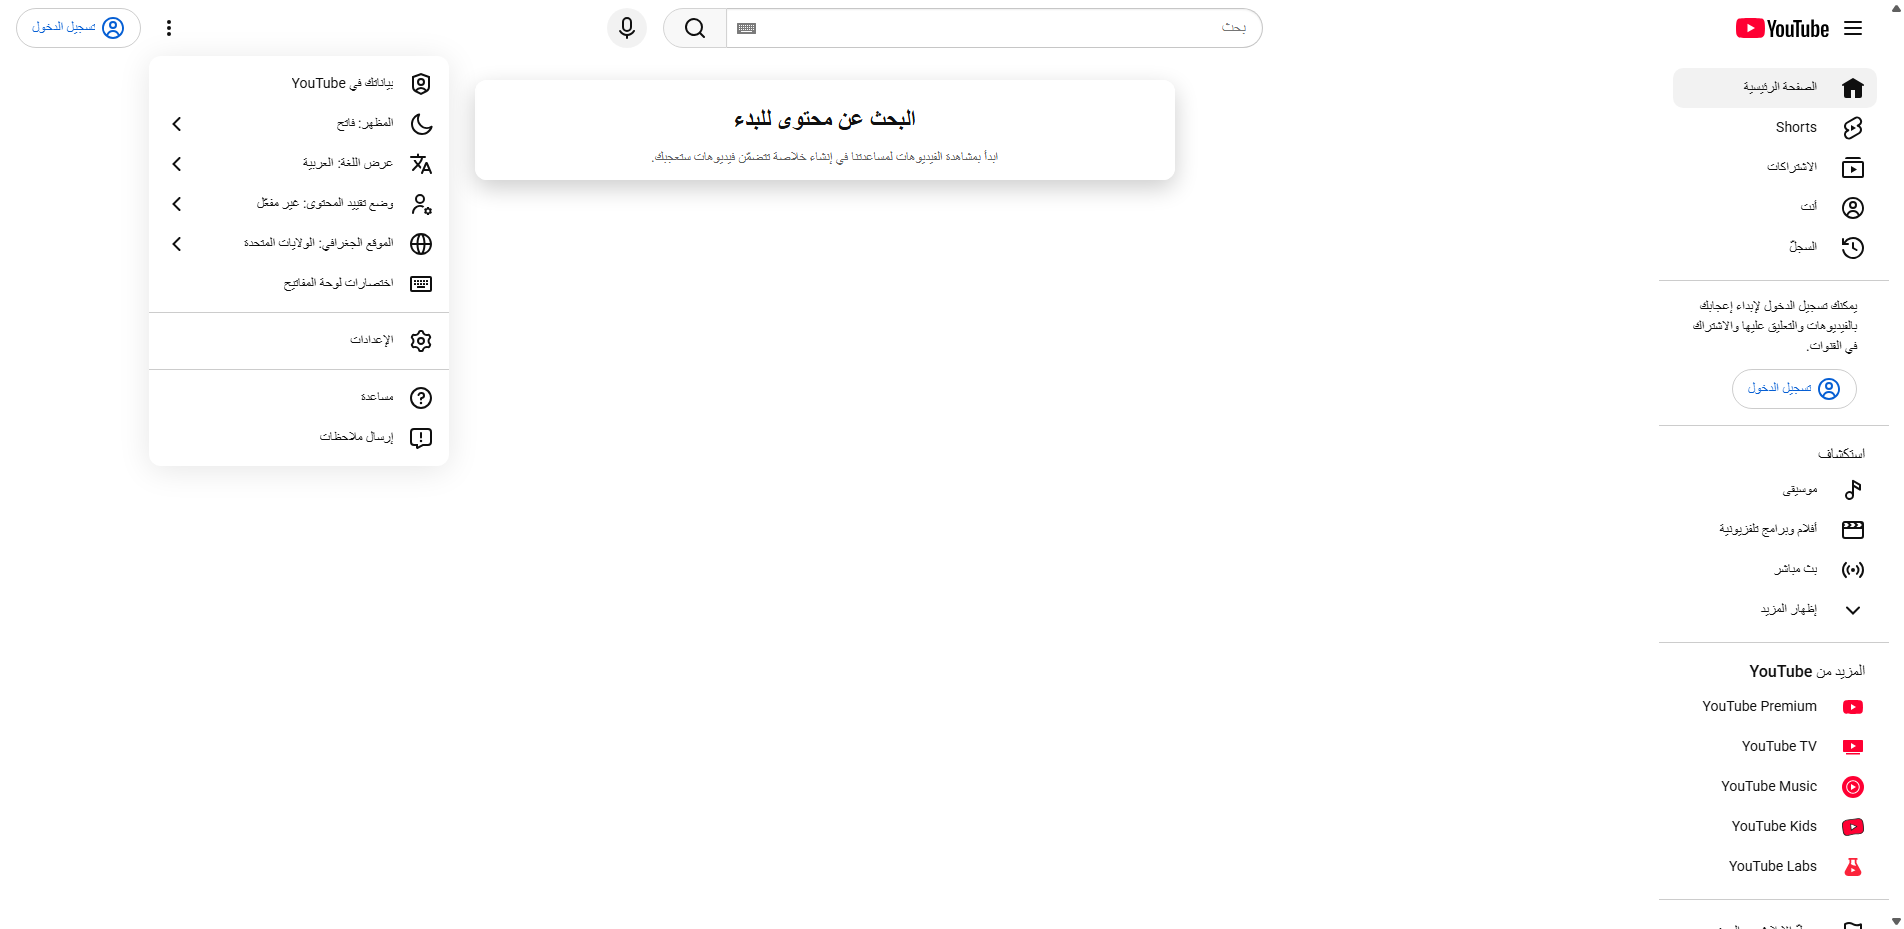 YouTube
بحث
تسجيل الدخول
الصفحة الرئيسية
Shorts
الاشتراكات
أنت
السجلّ
يمكنك تسجيل الدخول لإبداء إعجابك
بالفيديوهات والتعليق عليها والاشتراك
في القنوات.
تسجيل الدخول
استكشاف
موسيقى
أفلام وبرامج تلفزيونية
بث مباشر
إظهار المزيد
المزيد من YouTube
YouTube Premium
YouTube TV
YouTube Music
YouTube Kids
YouTube Labs
البحث عن محتوى للبدء
ابدأ بمشاهدة الفيديوهات لمساعدتنا في إنشاء خلاصة تتضمّن فيديوهات ستعجبك.
بياناتك في YouTube
المظهر: فاتح
عرض اللغة: العربية
وضع تقييد المحتوى: غير مفعّل
الموقع الجغرافي: الولايات المتحدة
اختصارات لوحة المفاتيح
الإعدادات
مساعدة
إرسال ملاحظات